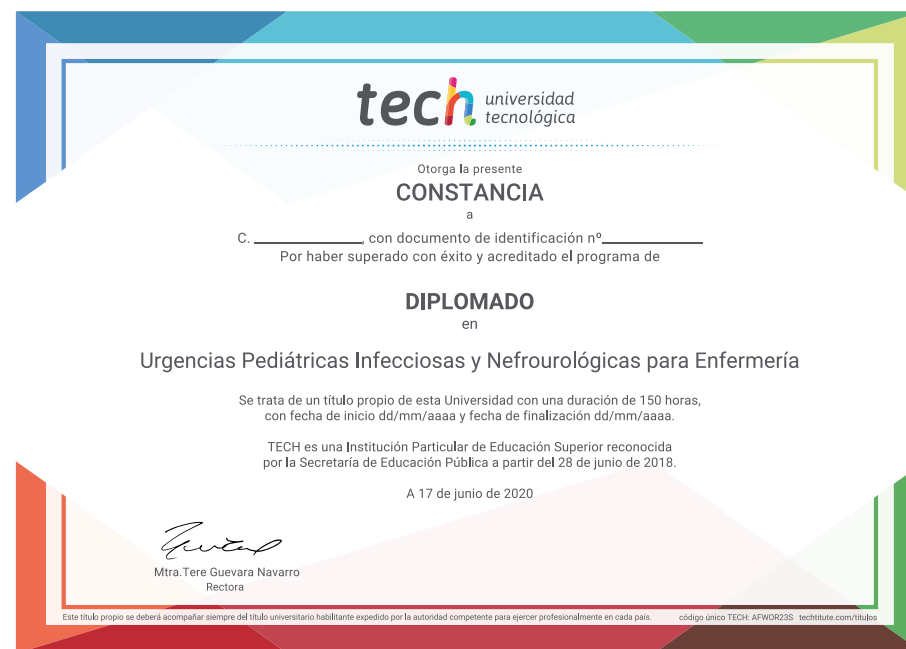 tech universidad
tecnológica
Otorga la presente
CONSTANCIA
a
C. ____________, con documento de identificación nº____________
Por haber superado con éxito y acreditado el programa de
DIPLOMADO
en
Urgencias Pediátricas Infecciosas y Nefrourológicas para Enfermería
Se trata de un título propio de esta Universidad con una duración de 150 horas,
con fecha de inicio dd/mm/aaaa y fecha de finalización dd/mm/aaaa.
TECH es una Institución Particular de Educación Superior reconocida
por la Secretaría de Educación Pública a partir del 28 de junio de 2018.
A 17 de junio de 2020
Mtra.Tere Guevara Navarro
Rectora
Este título propio se deberá acompañar siempre del título universitario habilitante expedido por la autoridad competente para ejercer profesionalmente en cada país. código único TECH: AFWOR23S techtitute.com/titulos